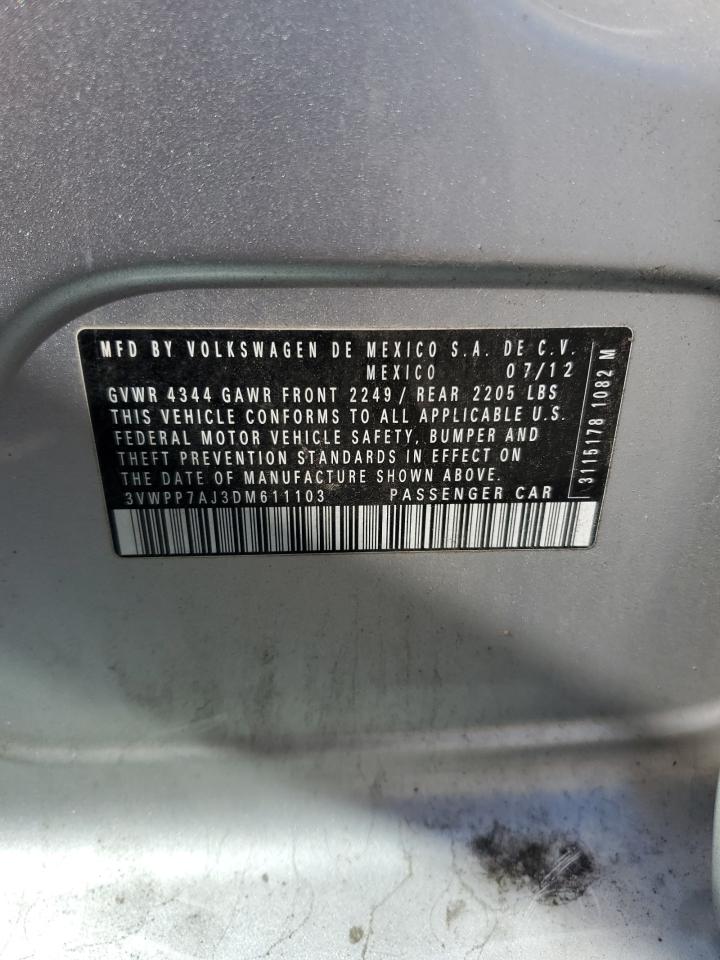 MFD BY VOLKSWAGEN DE MEXICO S.A. DE C.V.
MEXICO 07/12
GVWR 4344 GAWR FRONT 2249 / REAR 2205 LBS
THIS VEHICLE CONFORMS TO ALL APPLICABLE U.S.
FEDERAL MOTOR VEHICLE SAFETY, BUMPER AND
THEFT PREVENTION STANDARDS IN EFFECT ON
THE DATE OF MANUFACTURE SHOWN ABOVE.
3VWPP7AJ3DM611103 PASSENGER CAR
3115178 1082 M